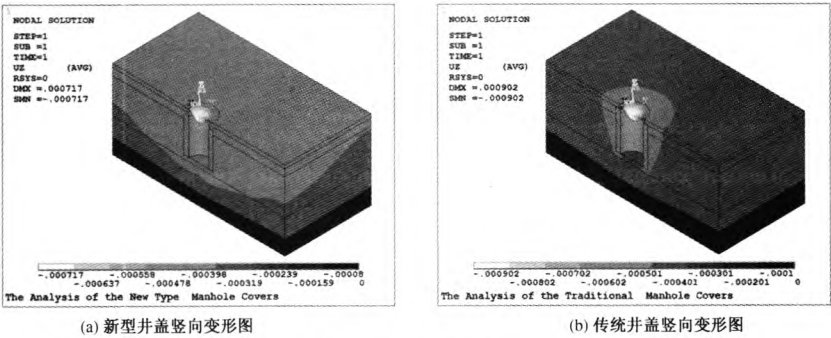 NODAL SOLUTION
STEP=1
SUB =1
TIME=1
UZ (AVG)
RSYS=0
DMX =.000717
SMN =-.000717
-.000717 -.000558 -.000398 -.000239 -.00008
-.000637 -.000478 -.000319 -.000159 0
The Analysis of the New Type Manhole Covers
(a) 新型井盖竖向变形图
NODAL SOLUTION
STEP=1
SUB =1
TIME=1
UZ (AVG)
RSYS=0
DMX =.000902
SMN =-.000902
-.000902 -.000702 -.000501 -.000301 -.0001
-.000802 -.000602 -.000401 -.000201 0
The Analysis of the Traditional Manhole Covers
(b) 传统井盖竖向变形图